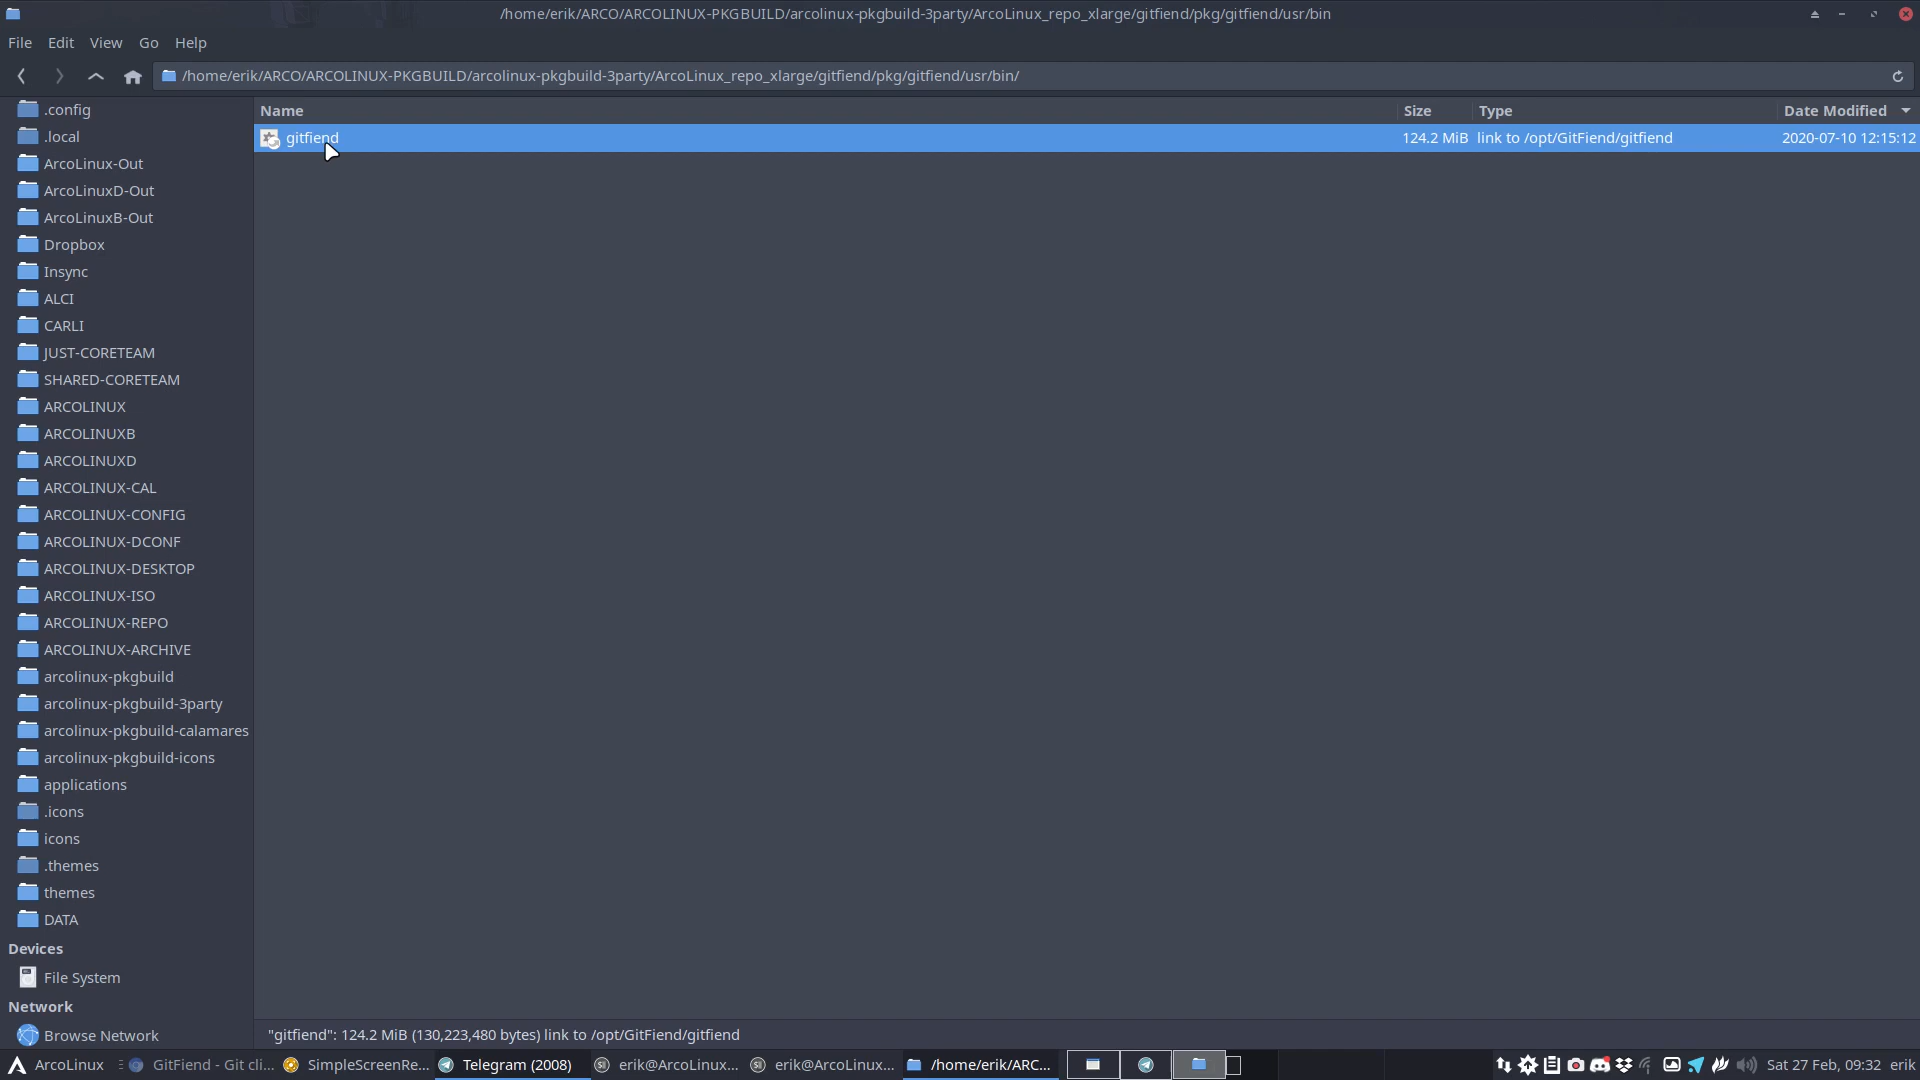 /home/erik/ARCO/ARCOLINUX-PKGBUILD/arcolinux-pkgbuild-3party/ArcoLinux_repo_xlarge/gitfiend/pkg/gitfiend/usr/bin
File Edit View Go Help
/home/erik/ARCO/ARCOLINUX-PKGBUILD/arcolinux-pkgbuild-3party/ArcoLinux_repo_xlarge/gitfiend/pkg/gitfiend/usr/bin/
.config
.local
ArcoLinux-Out
ArcoLinuxD-Out
ArcoLinuxB-Out
Dropbox
Insync
ALCI
CARLI
JUST-CORETEAM
SHARED-CORETEAM
ARCOLINUX
ARCOLINUXB
ARCOLINUXD
ARCOLINUX-CAL
ARCOLINUX-CONFIG
ARCOLINUX-DCONF
ARCOLINUX-DESKTOP
ARCOLINUX-ISO
ARCOLINUX-REPO
ARCOLINUX-ARCHIVE
arcolinux-pkgbuild
arcolinux-pkgbuild-3party
arcolinux-pkgbuild-calamares
arcolinux-pkgbuild-icons
applications
.icons
icons
.themes
themes
DATA
Devices
File System
Network
Browse Network
Name Size Type Date Modified
gitfiend 124.2 MiB link to /opt/GitFiend/gitfiend 2020-07-10 12:15:12
"gitfiend": 124.2 MiB (130,223,480 bytes) link to /opt/GitFiend/gitfiend
ArcoLinux GitFiend - Git cli... SimpleScreenRe... Telegram (2008) erik@ArcoLinux... erik@ArcoLinux... /home/erik/ARC... Sat 27 Feb, 09:32 erik